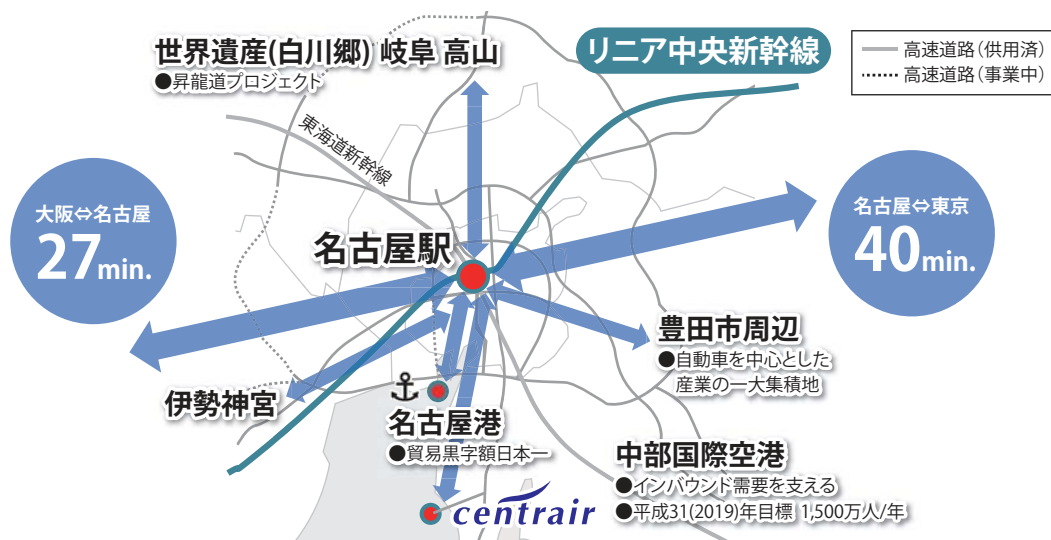 世界遺産(白川郷) 岐阜 高山
●昇龍道プロジェクト
リニア中央新幹線
高速道路（供用済）
高速道路（事業中）
東海道新幹線
大阪⇔名古屋
27min.
名古屋⇔東京
40min.
名古屋駅
豊田市周辺
●自動車を中心とした
産業の一大集積地
伊勢神宮
名古屋港
●貿易黒字額日本一
中部国際空港
●インバウンド需要を支える
●平成31(2019)年目標 1,500万人/年
centrair